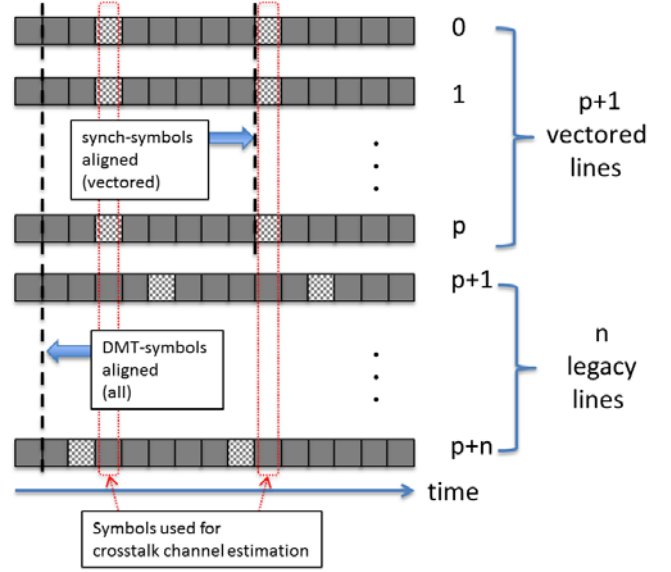 0
1
p+1
vectored
lines
synch-symbols
aligned
(vectored)
p
p+1
DMT-symbols
aligned
(all)
n
legacy
lines
p+n
time
Symbols used for
crosstalk channel estimation